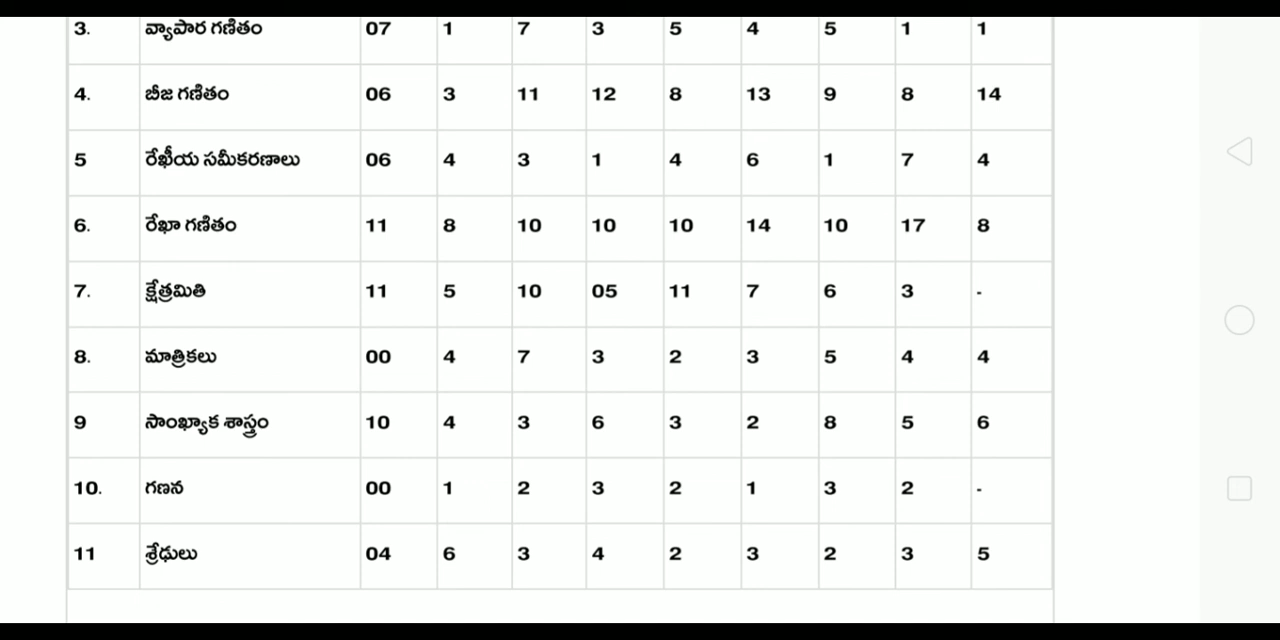 3. వ్యాపార గణితం 07 1 7 3 5 4 5 1 1
4. బీజ గణితం 06 3 11 12 8 13 9 8 14
5 రేఖీయ సమీకరణాలు 06 4 3 1 4 6 1 7 4
6. రేఖా గణితం 11 8 10 10 10 14 10 17 8
7. క్షేత్రమితి 11 5 10 05 11 7 6 3 -
8. మాత్రికలు 00 4 7 3 2 3 5 4 4
9 సాంఖ్యాక శాస్త్రం 10 4 3 6 3 2 8 5 6
10. గణన 00 1 2 3 2 1 3 2 -
11 శ్రేఢులు 04 6 3 4 2 3 2 3 5